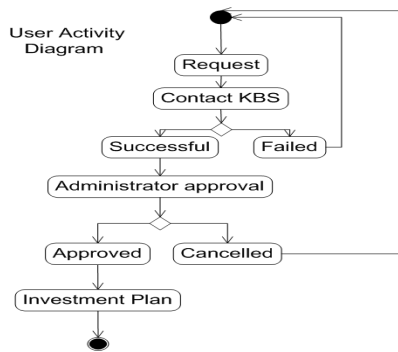 User Activity
Diagram
Request
Contact KBS
Successful
Failed
Administrator approval
Approved
Cancelled
Investment Plan